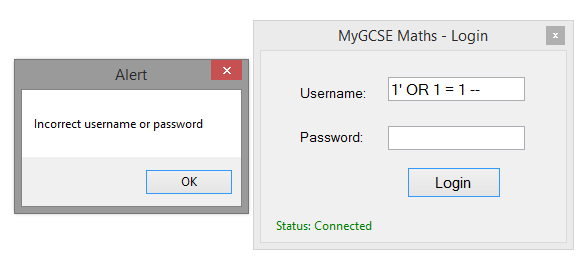 Alert
Incorrect username or password
OK
MyGCSE Maths - Login
Username:
1' OR 1 = 1 --
Password:
Login
Status: Connected